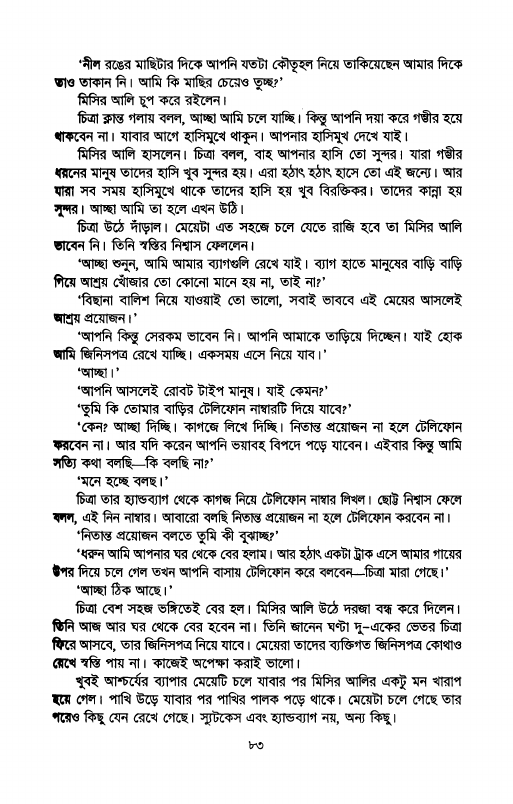 ‘নীল রঙের মাছিটার দিকে আপনি যতটা কৌতূহল নিয়ে তাকিয়েছেন আমার দিকে
তাও তাকান নি। আমি কি মাছির চেয়েও তুচ্ছ?’
মিসির আলি চুপ করে রইলেন।
চিত্রা ক্লান্ত গলায় বলল, আচ্ছা আমি চলে যাচ্ছি। কিন্তু আপনি দয়া করে গম্ভীর হয়ে
থাকবেন না। যাবার আগে হাসিমুখে থাকুন। আপনার হাসিমুখ দেখে যাই।
মিসির আলি হাসলেন। চিত্রা বলল, বাহ আপনার হাসি তো সুন্দর। যারা গম্ভীর
ধরনের মানুষ তাদের হাসি খুব সুন্দর হয়। এরা হঠাৎ হঠাৎ হাসে তো এই জন্যে। আর
যারা সব সময় হাসিমুখে থাকে তাদের হাসি হয় খুব বিরক্তিকর। তাদের কান্না হয়
সুন্দর। আচ্ছা আমি তা হলে এখন উঠি।
চিত্রা উঠে দাঁড়াল। মেয়েটা এত সহজে চলে যেতে রাজি হবে তা মিসির আলি
ভাবেন নি। তিনি স্বস্তির নিশ্বাস ফেললেন।
‘আচ্ছা শুনুন, আমি আমার ব্যাগগুলি রেখে যাই। ব্যাগ হাতে মানুষের বাড়ি বাড়ি
গিয়ে আশ্রয় খোঁজার তো কোনো মানে হয় না, তাই না?’
‘বিছানা বালিশ নিয়ে যাওয়াই তো ভালো, সবাই ভাববে এই মেয়ের আসলেই
আশ্রয় প্রয়োজন।’
‘আপনি কিন্তু সেরকম ভাবেন নি। আপনি আমাকে তাড়িয়ে দিচ্ছেন। যাই হোক
আমি জিনিসপত্র রেখে যাচ্ছি। একসময় এসে নিয়ে যাব।’
‘আচ্ছা।’
‘আপনি আসলেই রোবট টাইপ মানুষ। যাই কেমন?’
‘তুমি কি তোমার বাড়ির টেলিফোন নাম্বারটি দিয়ে যাবে?’
‘কেন? আচ্ছা দিচ্ছি। কাগজে লিখে দিচ্ছি। নিতান্ত প্রয়োজন না হলে টেলিফোন
করবেন না। আর যদি করেন আপনি ভয়াবহ বিপদে পড়ে যাবেন। এইবার কিন্তু আমি
সত্যি কথা বলছি—কি বলছি না?’
‘মনে হচ্ছে বলছ।’
চিত্রা তার হ্যান্ডব্যাগ থেকে কাগজ নিয়ে টেলিফোন নাম্বার লিখল। ছোট্ট নিশ্বাস ফেলে
বলল, এই নিন নাম্বার। আবারো বলছি নিতান্ত প্রয়োজন না হলে টেলিফোন করবেন না।
‘নিতান্ত প্রয়োজন বলতে তুমি কী বুঝাচ্ছ?’
‘ধরুন আমি আপনার ঘর থেকে বের হলাম। আর হঠাৎ একটা ট্রাক এসে আমার গায়ের
উপর দিয়ে চলে গেল তখন আপনি বাসায় টেলিফোন করে বলবেন—চিত্রা মারা গেছে।’
‘আচ্ছা ঠিক আছে।’
চিত্রা বেশ সহজ ভঙ্গিতেই বের হল। মিসির আলি উঠে দরজা বন্ধ করে দিলেন।
তিনি আজ আর ঘর থেকে বের হবেন না। তিনি জানেন ঘণ্টা দু-একের ভেতর চিত্রা
ফিরে আসবে, তার জিনিসপত্র নিয়ে যাবে। মেয়েরা তাদের ব্যক্তিগত জিনিসপত্র কোথাও
রেখে স্বস্তি পায় না। কাজেই অপেক্ষা করাই ভালো।
খুবই আশ্চর্যের ব্যাপার মেয়েটি চলে যাবার পর মিসির আলির একটু মন খারাপ
হয়ে গেল। পাখি উড়ে যাবার পর পাখির পালক পড়ে থাকে। মেয়েটা চলে গেছে তার
পরেও কিছু যেন রেখে গেছে। স্যুটকেস এবং হ্যান্ডব্যাগ নয়, অন্য কিছু।
৮৩